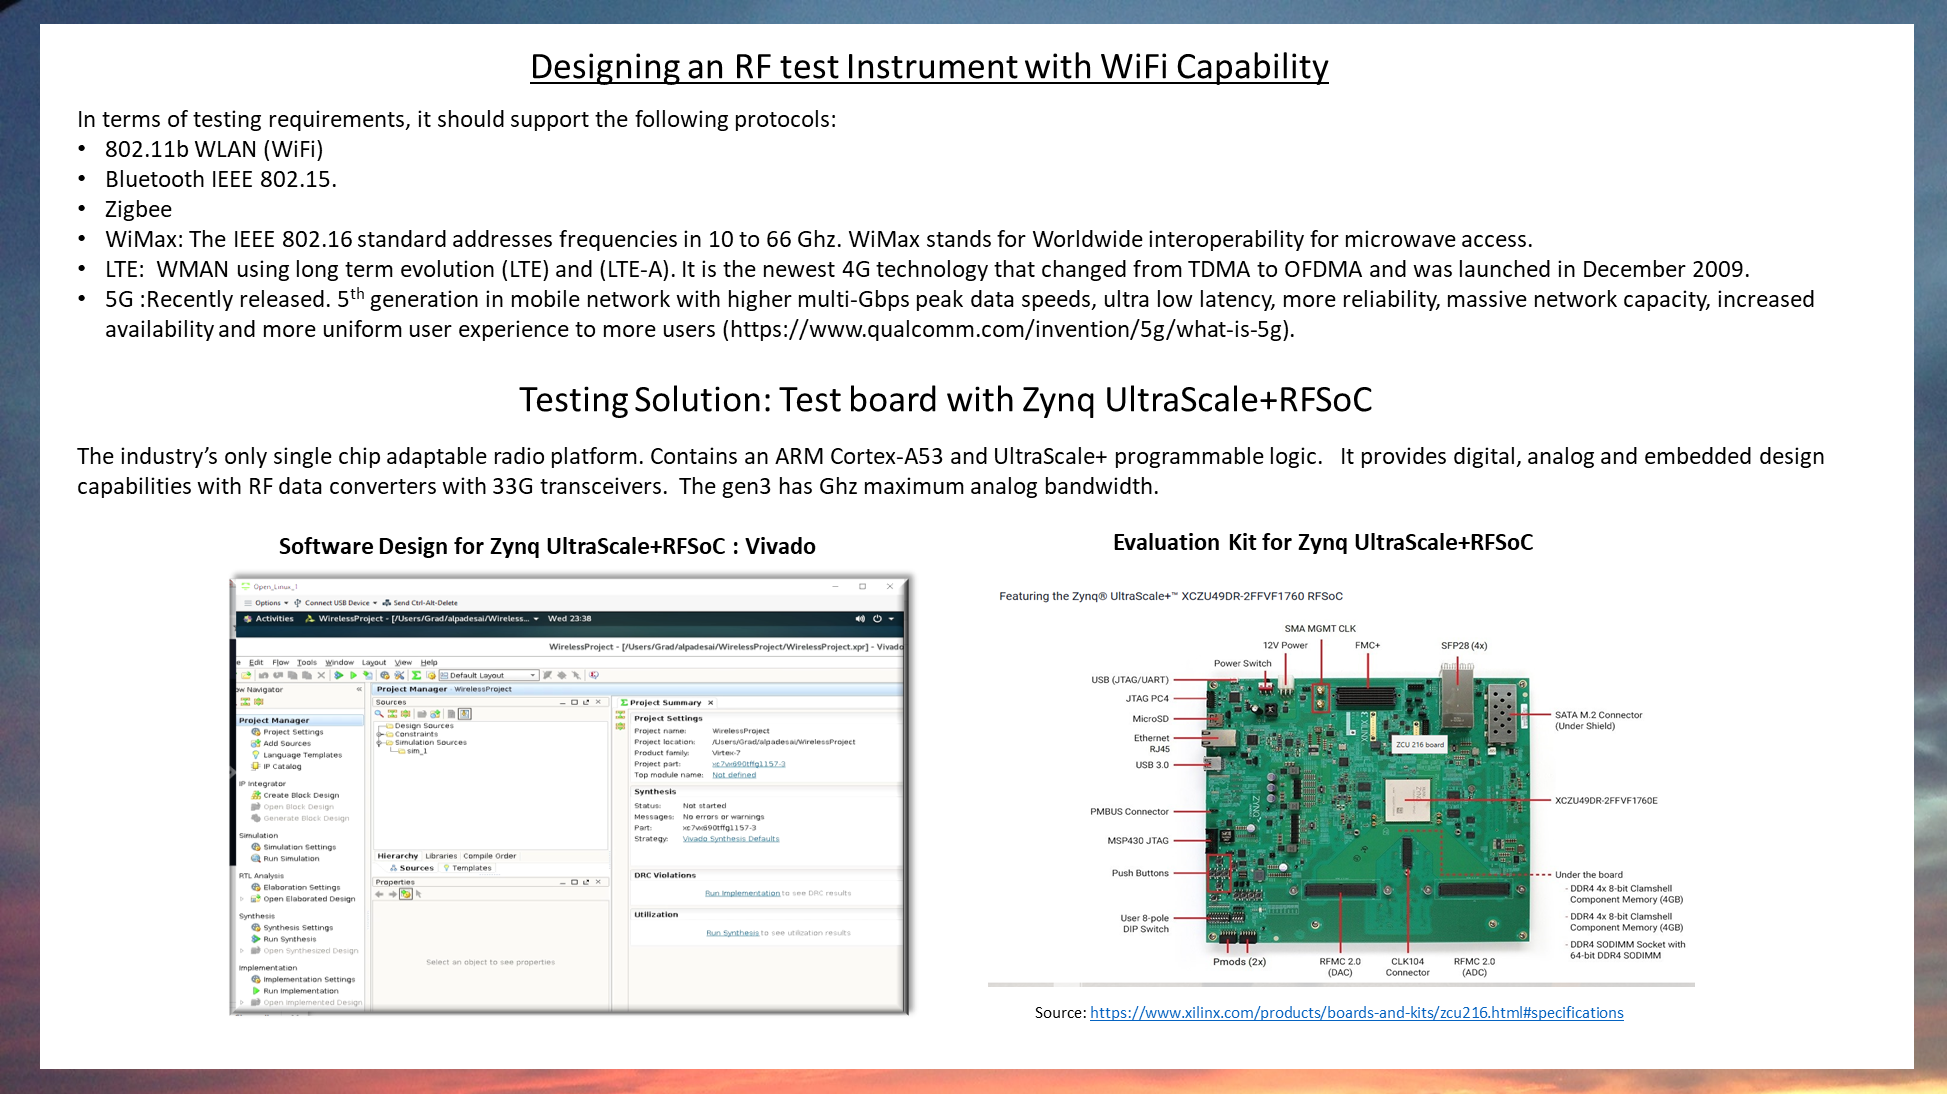 Designing an RF test Instrument with WiFi Capability
In terms of testing requirements, it should support the following protocols:
• 802.11b WLAN (WiFi)
• Bluetooth IEEE 802.15.
• Zigbee
• WiMax: The IEEE 802.16 standard addresses frequencies in 10 to 66 Ghz. WiMax stands for Worldwide interoperability for microwave access.
• LTE: WMAN using long term evolution (LTE) and (LTE-A). It is the newest 4G technology that changed from TDMA to OFDMA and was launched in December 2009.
• 5G :Recently released. 5th generation in mobile network with higher multi-Gbps peak data speeds, ultra low latency, more reliability, massive network capacity, increased
availability and more uniform user experience to more users (https://www.qualcomm.com/invention/5g/what-is-5g).
Testing Solution: Test board with Zynq UltraScale+RFSoC
The industry’s only single chip adaptable radio platform. Contains an ARM Cortex-A53 and UltraScale+ programmable logic. It provides digital, analog and embedded design
capabilities with RF data converters with 33G transceivers. The gen3 has Ghz maximum analog bandwidth.
Software Design for Zynq UltraScale+RFSoC : Vivado
Open_Linux_1
Options Connect USB Device Send Ctrl-Alt-Delete
Activities WirelessProject - [/Users/Grad/alpadesai/Wireless... Wed 23:38
WirelessProject - [/Users/Grad/alpadesai/WirelessProject/WirelessProject.xpr] - Vivado
e Edit Flow Tools Window Layout View Help
Default Layout
ow Navigator
Project Manager
Project Settings
Add Sources
Language Templates
IP Catalog
IP Integrator
Create Block Design
Open Block Design
Generate Block Design
Simulation
Simulation Settings
Run Simulation
RTL Analysis
Elaboration Settings
Open Elaborated Design
Synthesis
Synthesis Settings
Run Synthesis
Open Synthesized Design
Implementation
Implementation Settings
Run Implementation
Open Implemented Design
Project Manager WirelessProject
Sources
Design Sources
Constraints
Simulation Sources
sim_1
Hierarchy Libraries Compile Order
Sources Templates
Properties
Select an object to see properties
Project Summary
Project Settings
Project name: WirelessProject
Project location: /Users/Grad/alpadesai/WirelessProject
Product family: Virtex-7
Project part: xc7vx690tffg1157-3
Top module name: Not defined
Synthesis
Status: Not started
Messages: No errors or warnings
Part: xc7vx690tffg1157-3
Strategy: Vivado Synthesis Defaults
DRC Violations
Run Implementation to see DRC results
Utilization
Run Synthesis to see utilization results
Evaluation Kit for Zynq UltraScale+RFSoC
Featuring the Zynq® UltraScale+™ XCZU49DR-2FFVF1760 RFSoC
SMA MGMT CLK
12V Power
FMC+
SFP28 (4x)
Power Switch
USB (JTAG/UART)
JTAG PC4
MicroSD
Ethernet
RJ45
USB 3.0
PMBUS Connector
MSP430 JTAG
Push Buttons
User 8-pole
DIP Switch
Pmods (2x)
RFMC 2.0
(DAC)
CLK104
Connector
RFMC 2.0
(ADC)
XILINX
ZCU 216 board
SATA M.2 Connector
(Under Shield)
XCZU49DR-2FFVF1760E
Under the board
- DDR4 4x 8-bit Clamshell
Component Memory (4GB)
- DDR4 4x 8-bit Clamshell
Component Memory (4GB)
- DDR4 SODIMM Socket with
64-bit DDR4 SODIMM
Source: https://www.xilinx.com/products/boards-and-kits/zcu216.html#specifications